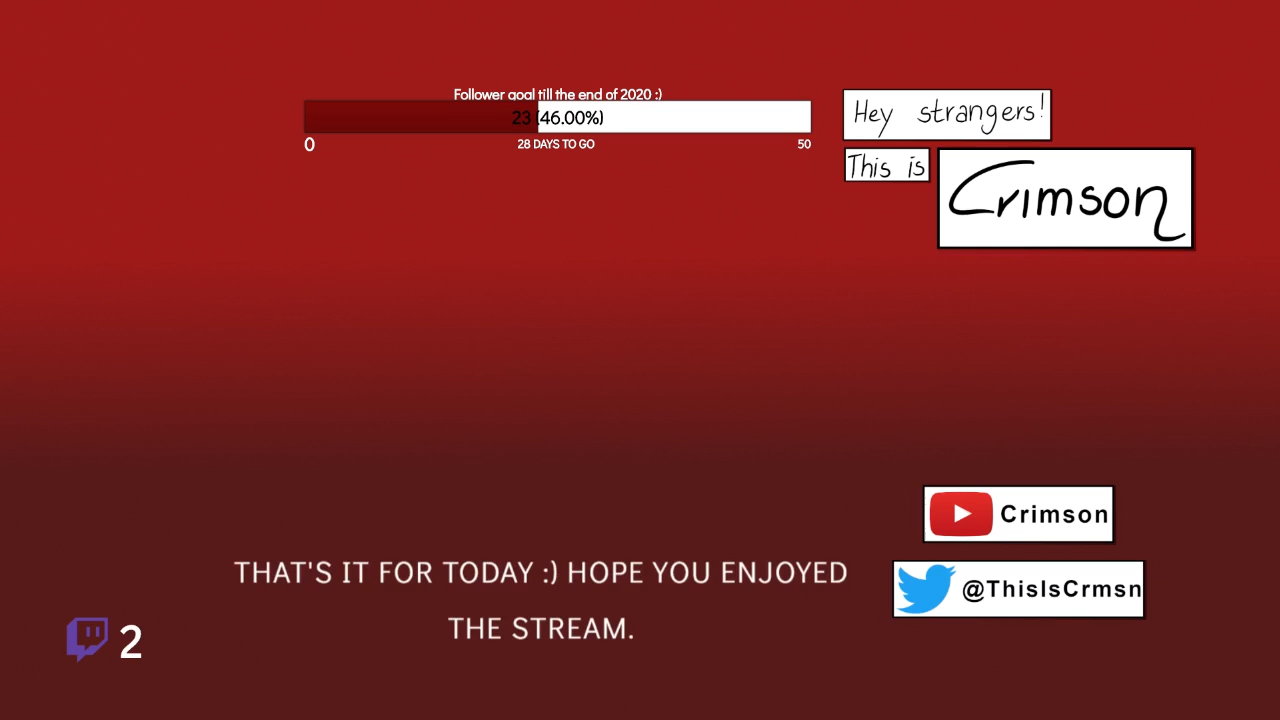 Follower goal till the end of 2020 :)
23 (46.00%)
0 28 DAYS TO GO 50
Hey strangers!
This is Crimson
Crimson
@ThisIsCrmsn
THAT'S IT FOR TODAY :) HOPE YOU ENJOYED
THE STREAM.
2